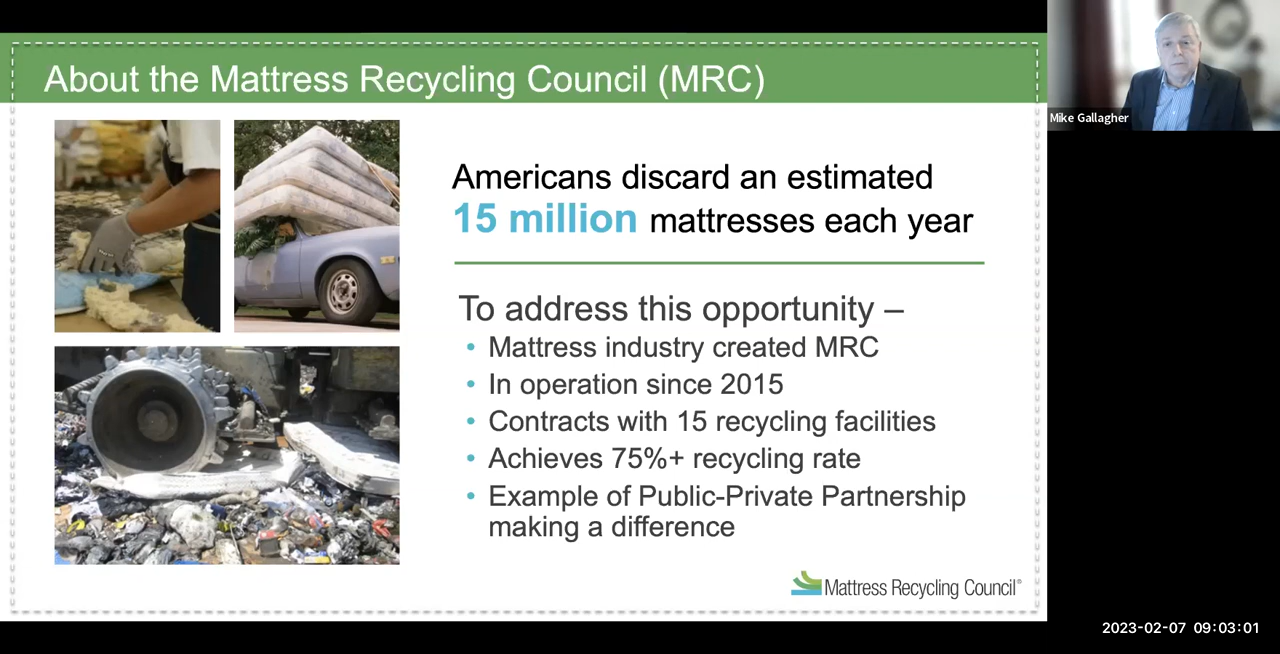 About the Mattress Recycling Council (MRC)
Mike Gallagher
Americans discard an estimated
15 million mattresses each year
To address this opportunity –
• Mattress industry created MRC
• In operation since 2015
• Contracts with 15 recycling facilities
• Achieves 75%+ recycling rate
• Example of Public-Private Partnership
making a difference
Mattress Recycling Council®
2023-02-07 09:03:01